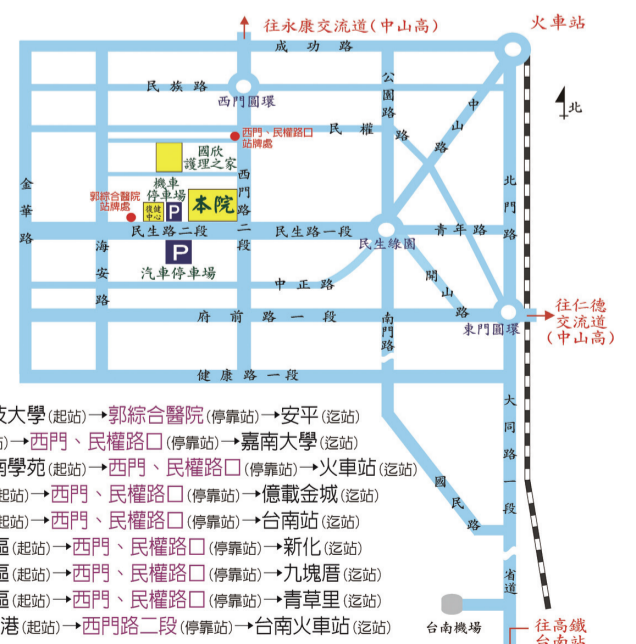 往永康交流道(中山高)
火車站
成功路
民族路
西門圓環
公園路
中山路
北
民權路
西門、民權路口
站牌處
國欣
護理之家
機車
停車場
郭綜合醫院
站牌處
復健
中心
P
本院
西門路二段
金華路
海安路
北門路
民生路二段
民生路一段
民生綠園
青年路
P
汽車停車場
中正路
開山路
府前路一段
南門路
東門圓環
往仁德
交流道
(中山高)
健康路一段
大同路一段
技大學(起站)→郭綜合醫院(停靠站)→安平(迄站)
站)→西門、民權路口(停靠站)→嘉南大學(迄站)
南學苑(起站)→西門、民權路口(停靠站)→火車站(迄站)
起站)→西門、民權路口(停靠站)→億載金城(迄站)
起站)→西門、民權路口(停靠站)→台南站(迄站)
區(起站)→西門、民權路口(停靠站)→新化(迄站)
區(起站)→西門、民權路口(停靠站)→九塊厝(迄站)
區(起站)→西門、民權路口(停靠站)→青草里(迄站)
港(起站)→西門路二段(停靠站)→台南火車站(迄站)
國民路
省道
台南機場
往高鐵
台南站